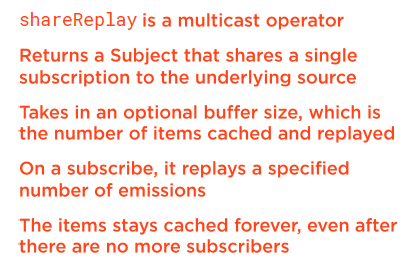 shareReplay is a multicast operator
Returns a Subject that shares a single
subscription to the underlying source
Takes in an optional buffer size, which is
the number of items cached and replayed
On a subscribe, it replays a specified
number of emissions
The items stays cached forever, even after
there are no more subscribers